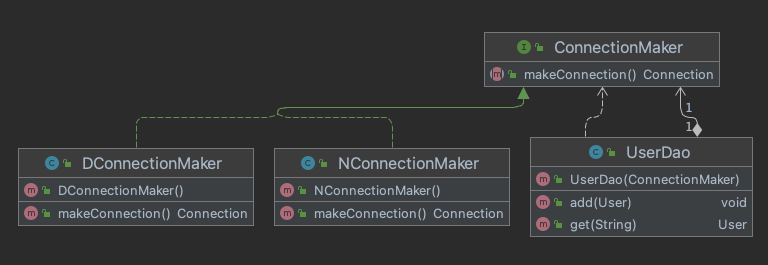 I ConnectionMaker
m makeConnection() Connection
1
1
C DConnectionMaker
m DConnectionMaker()
m makeConnection() Connection
C NConnectionMaker
m NConnectionMaker()
m makeConnection() Connection
C UserDao
m UserDao(ConnectionMaker)
m add(User) void
m get(String) User